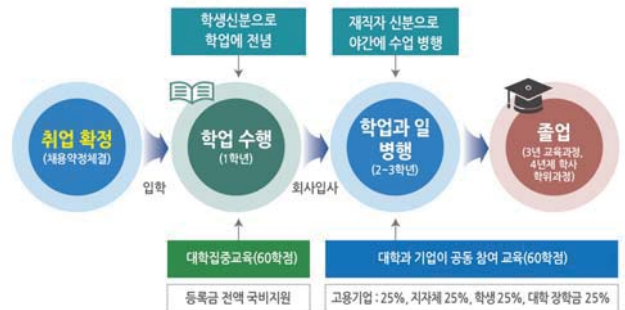 학생신분으로
학업에 전념
재직자 신분으로
야간에 수업 병행
취업 확정
(채용약정체결)
입학
학업 수행
(1학년)
회사입사
학업과 일
병행
(2~3학년)
졸업
(3년 교육과정,
4년제 학사
학위과정)
대학집중교육(60학점)
등록금 전액 국비지원
대학과 기업이 공동 참여 교육(60학점)
고용기업 : 25%, 지자체 25%, 학생 25%, 대학 장학금 25%